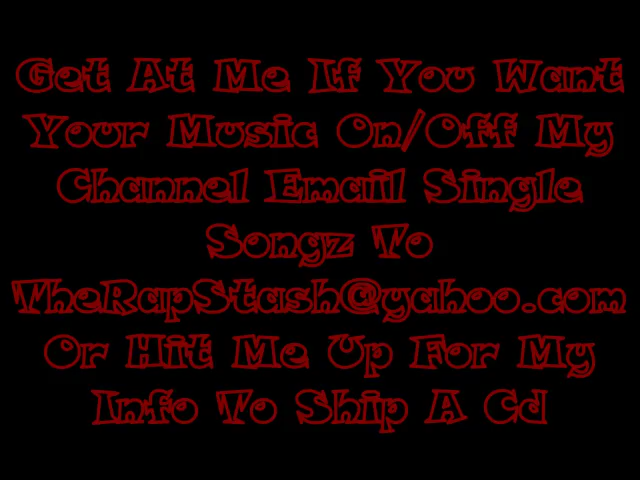 Get At Me If You Want
Your Music On/Off My
Channel Email Single
Songz To
TheRapStash@yahoo.com
Or Hit Me Up For My
Info To Ship A Cd